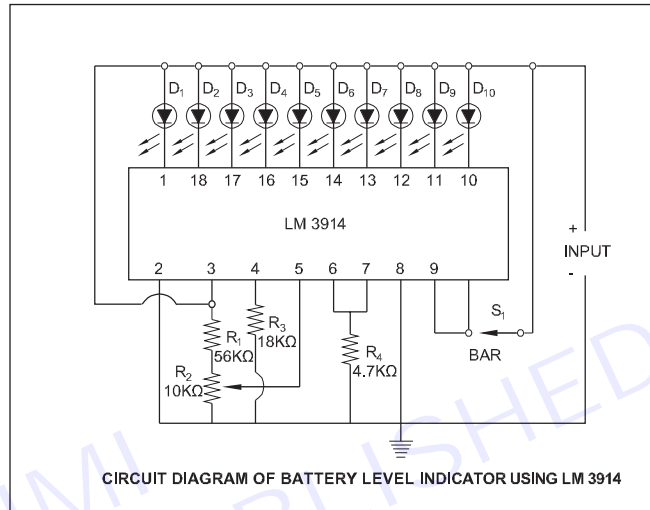 D1 D2 D3 D4 D5 D6 D7 D8 D9 D10
1 18 17 16 15 14 13 12 11 10
LM 3914
2 3 4 5 6 7 8 9
+
INPUT
-
S1
BAR
R1
56KΩ
R3
18KΩ
R2
10KΩ
R4
4.7KΩ
CIRCUIT DIAGRAM OF BATTERY LEVEL INDICATOR USING LM 3914